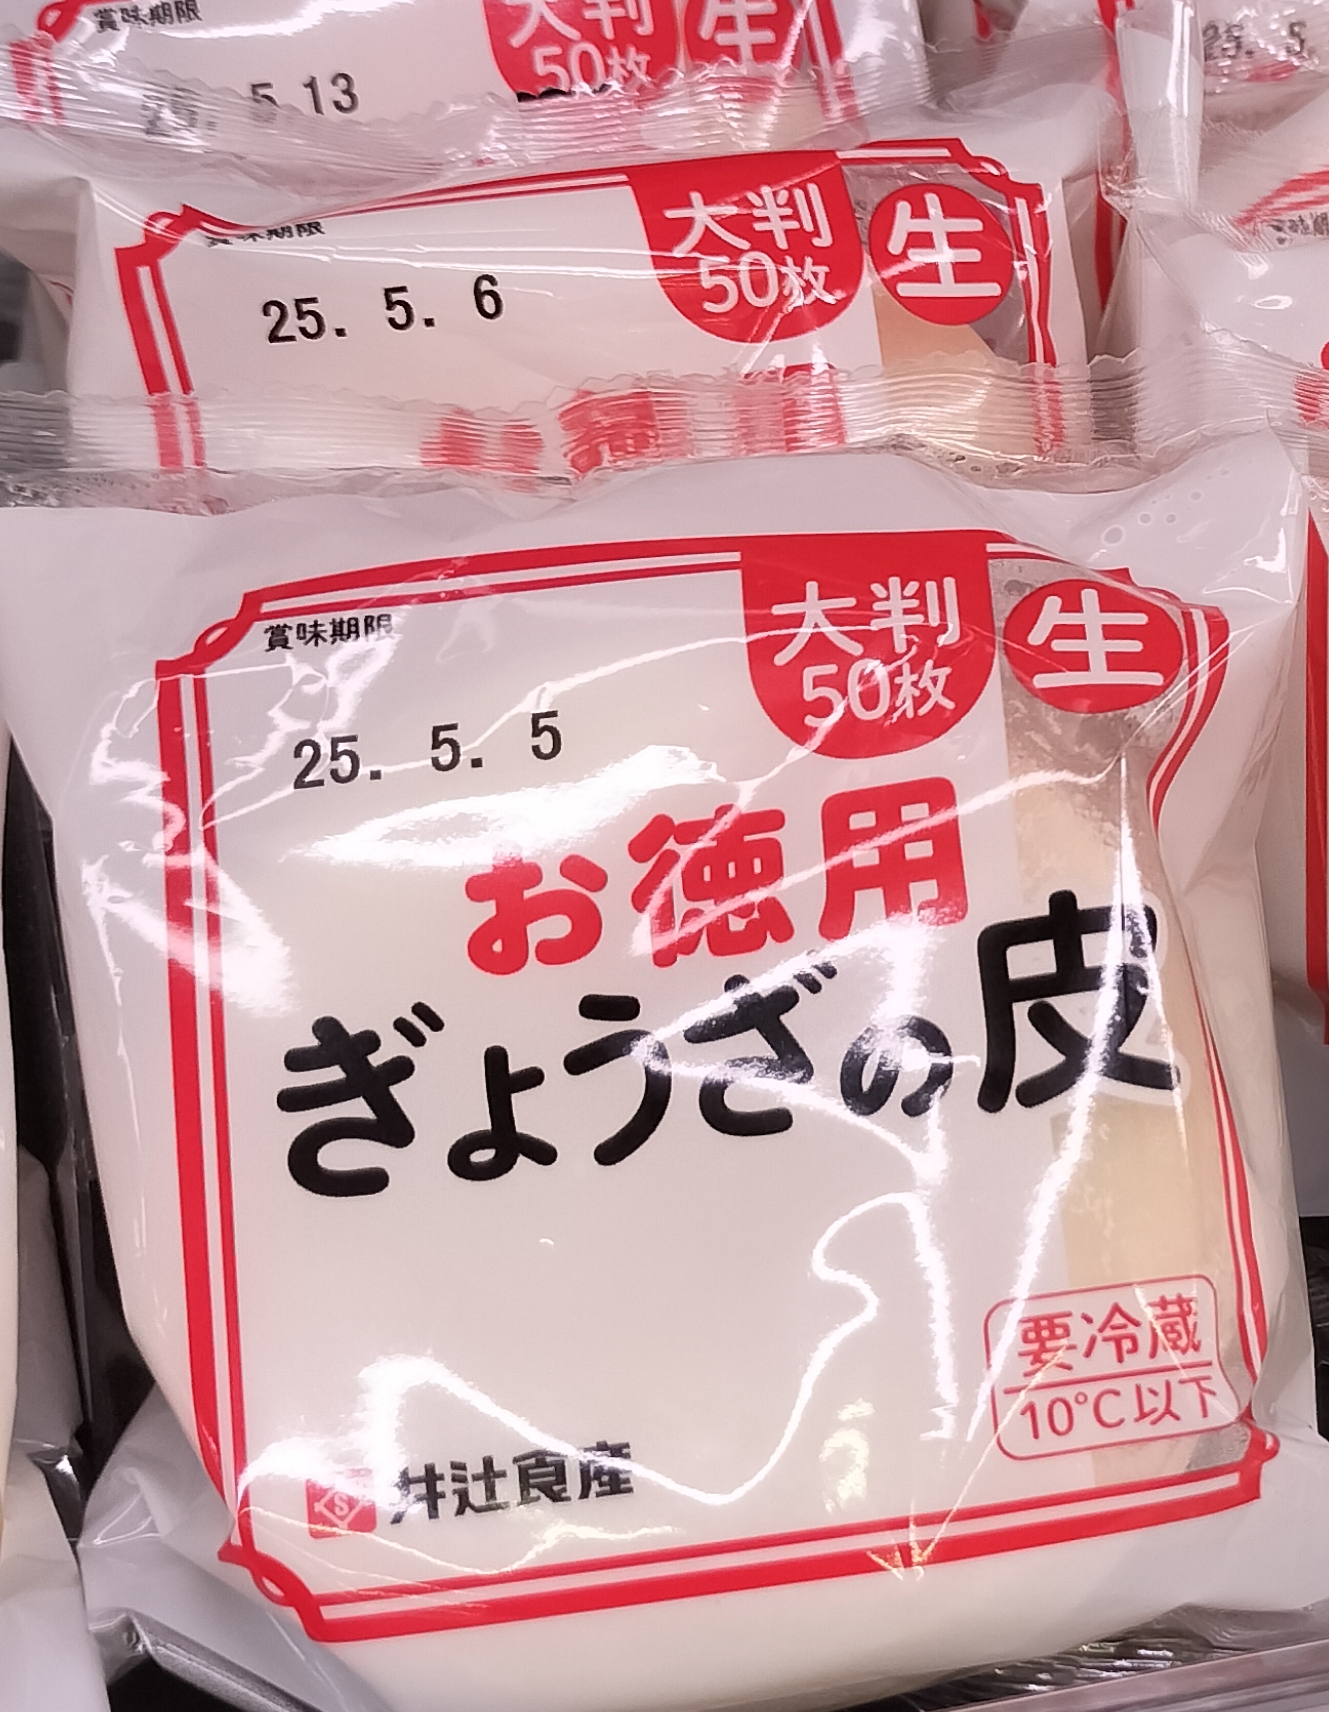 賞味期限
5.13
大判
50枚
生
25. 5.
賞味期限
25. 5. 6
大判
50枚
生
賞味期限
25. 5. 5
大判
50枚
生
お徳用
ぎょうざの皮
要冷蔵
10℃以下
S
井辻食産